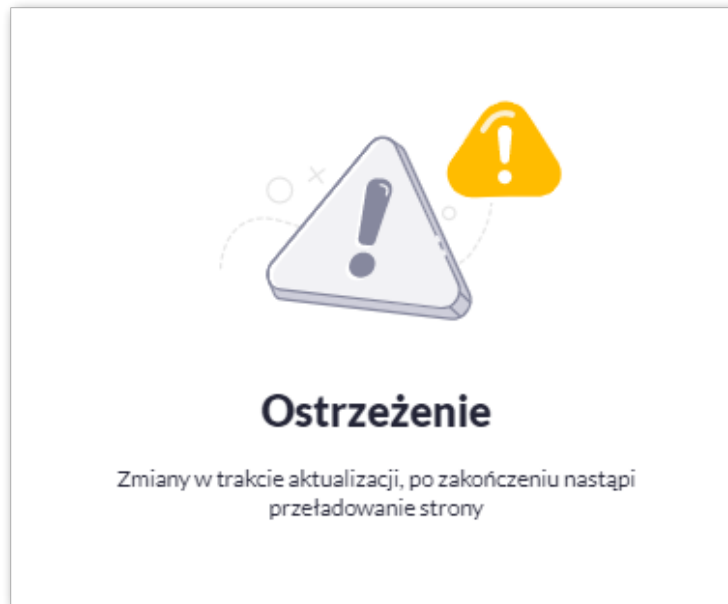 Ostrzeżenie
Zmiany w trakcie aktualizacji, po zakończeniu nastąpi
przeładowanie strony